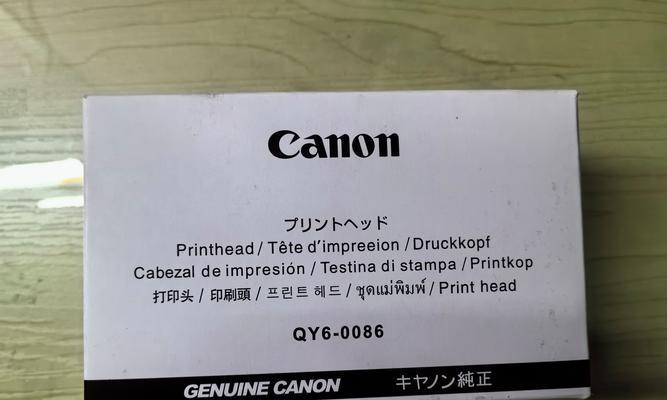 Canon
プリントヘッド
Printhead / Tête d'impreeion / Druckkopf
Cabezal de impresión / Testina di stampa / Printkop
打印头 / 印刷頭 / 프린트 헤드 / ชุดแม่พิมพ์ / Print head
QY6-0086
GENUINE CANON キヤノン純正